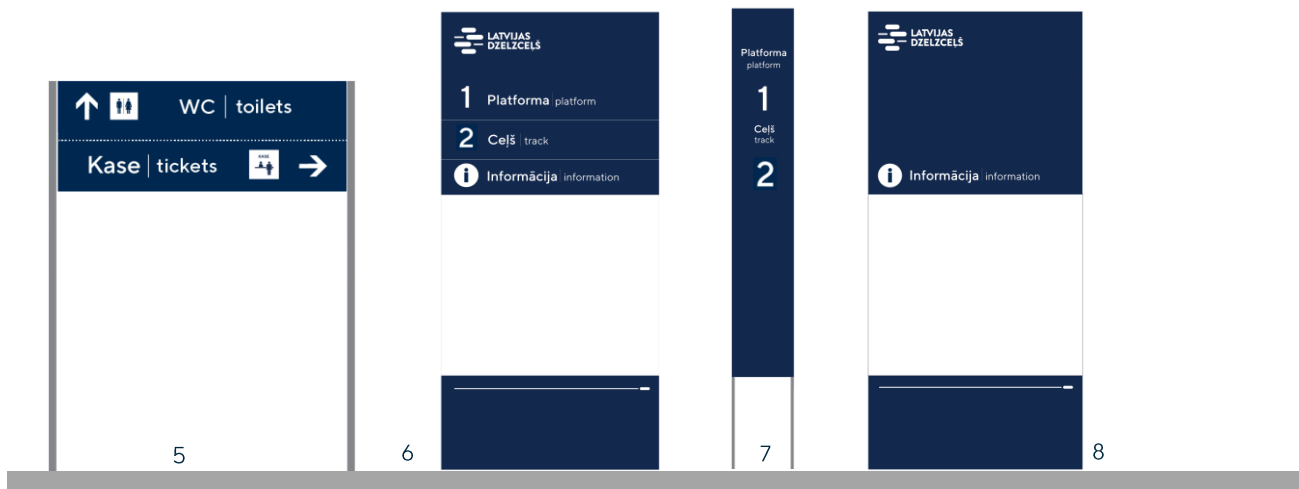 WC | toilets
Kase | tickets
5
LATVIJAS
DZELZCEĻŠ
1 Platforma | platform
2 Ceļš | track
i Informācija | information
6
Platforma
platform
1
Ceļš
track
2
7
LATVIJAS
DZELZCEĻŠ
i Informācija | information
8